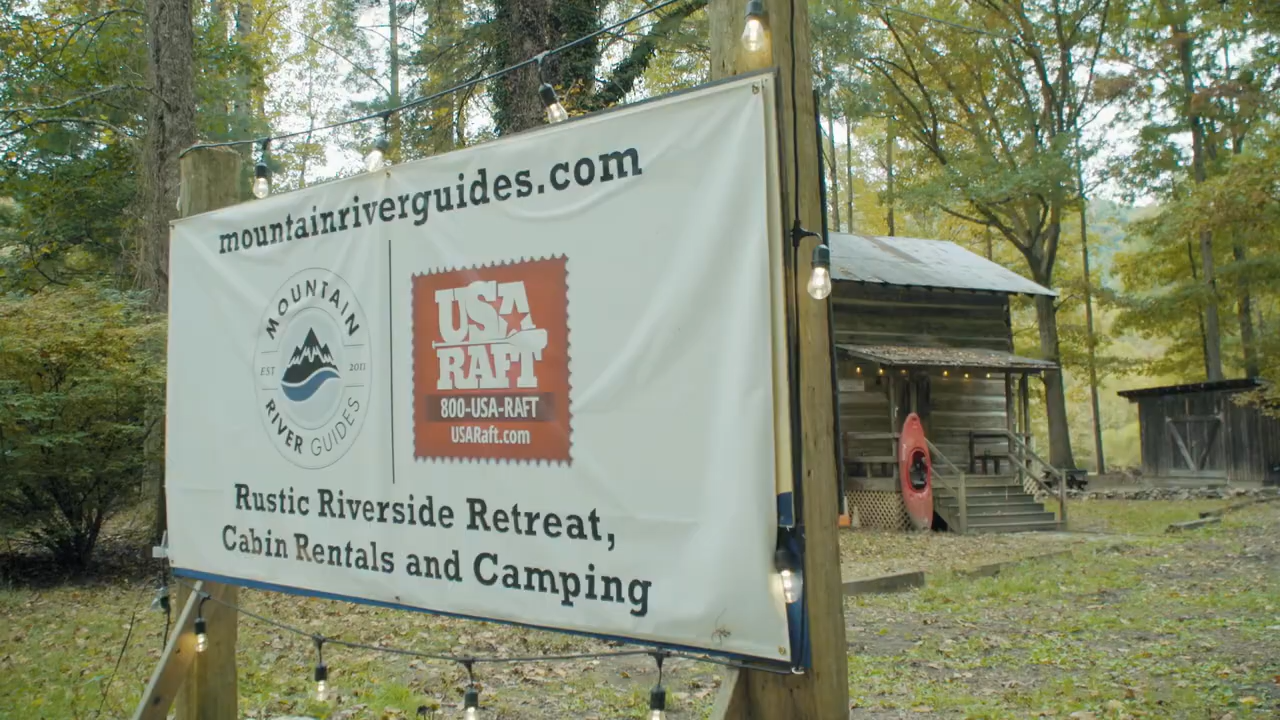 mountainriverguides.com
MOUNTAIN
EST 2011
RIVER GUIDES
USA
RAFT
800-USA-RAFT
USARaft.com
Rustic Riverside Retreat,
Cabin Rentals and Camping